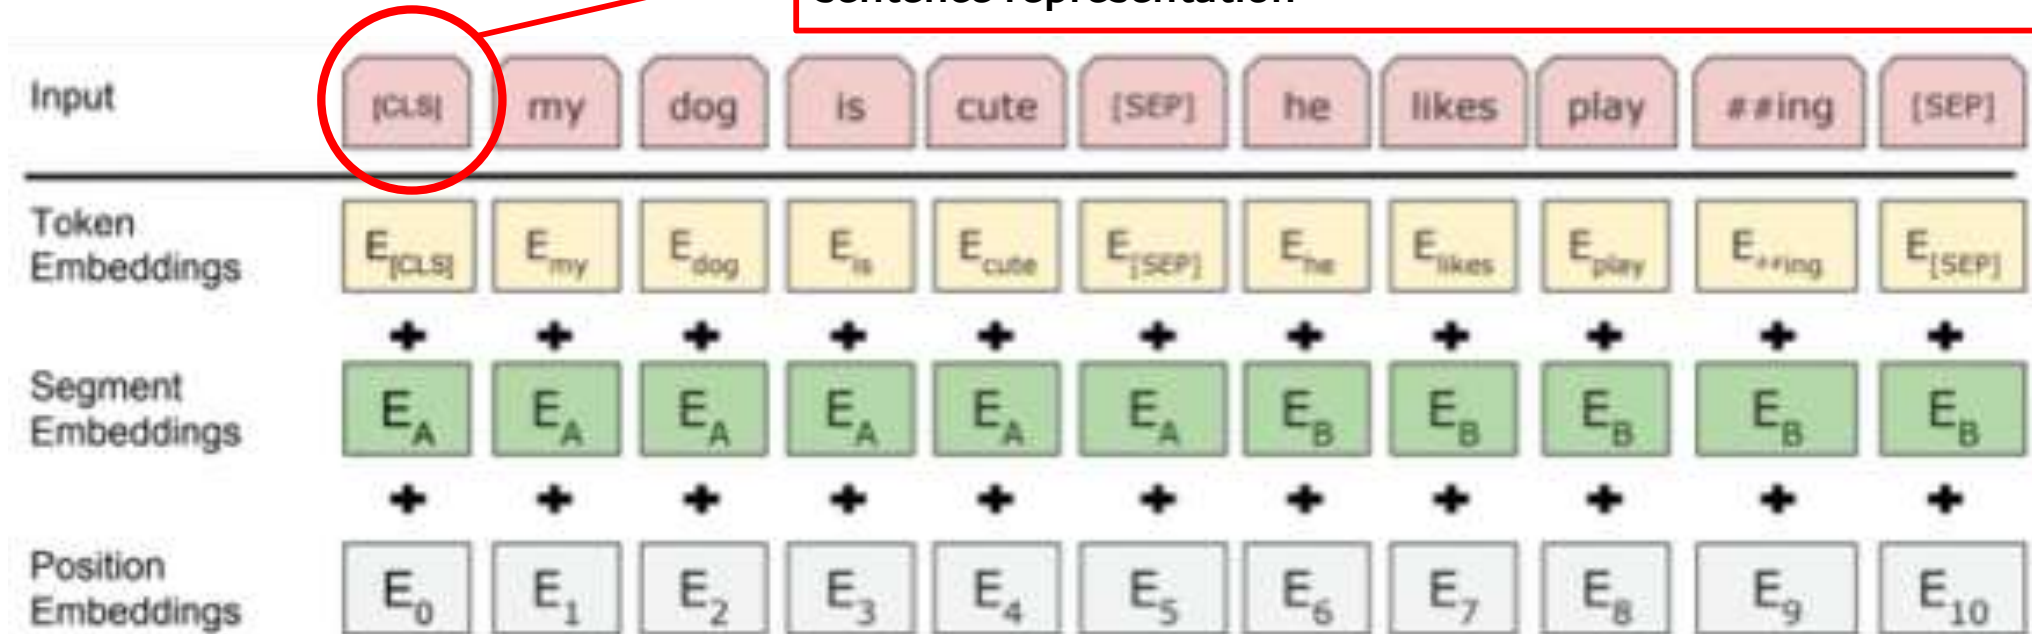 sentence representation
Input [CLS] my dog is cute [SEP] he likes play ##ing [SEP]
Token Embeddings E[CLS] Emy Edog Eis Ecute E[SEP] Ehe Elikes Eplay E##ing E[SEP]
+ + + + + + + + + + +
Segment Embeddings EA EA EA EA EA EA EB EB EB EB EB
+ + + + + + + + + + +
Position Embeddings E0 E1 E2 E3 E4 E5 E6 E7 E8 E9 E10